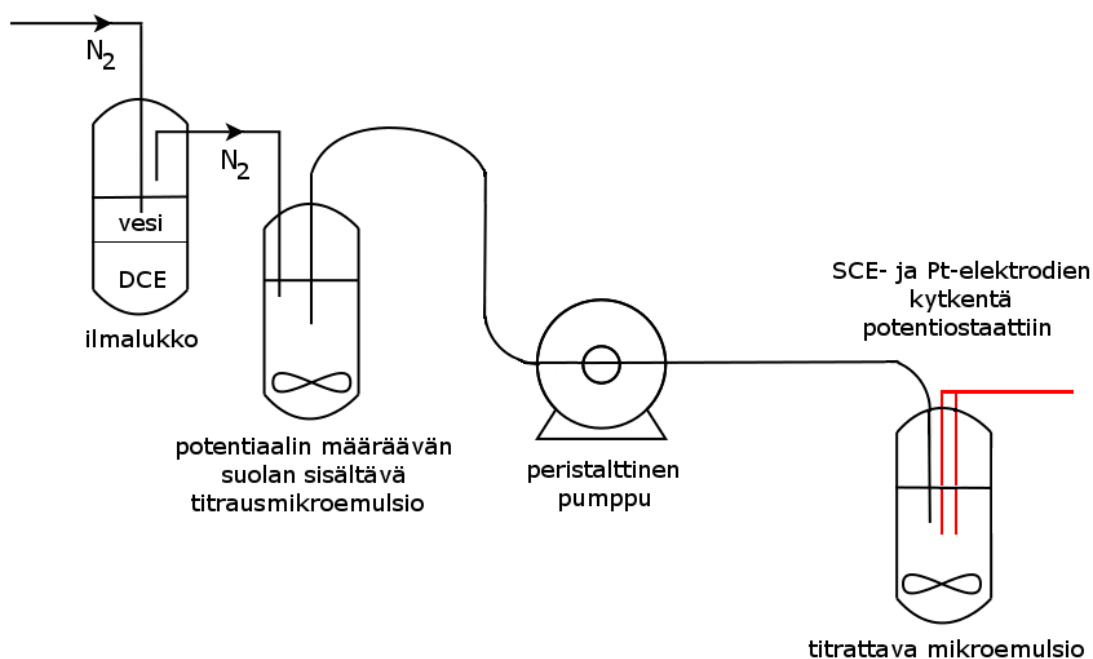 N2
N2
vesi
DCE
ilmalukko
potentiaalin määräävän
suolan sisältävä
titrausmikroemulsio
peristalttinen
pumppu
SCE- ja Pt-elektrodien
kytkentä
potentiostaattiin
titrattava mikroemulsio